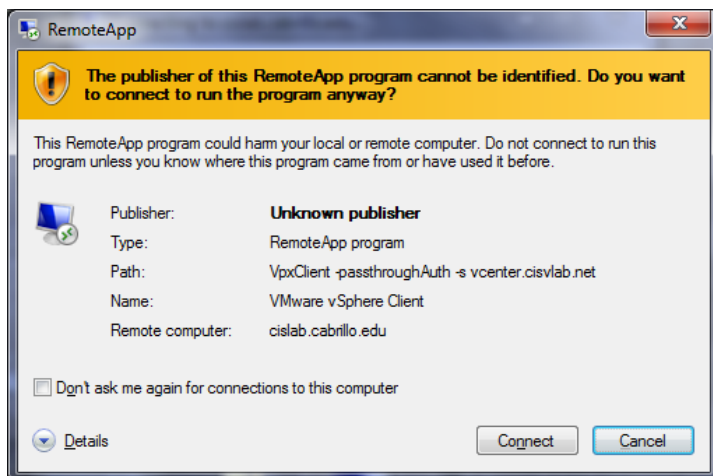 RemoteApp
The publisher of this RemoteApp program cannot be identified. Do you want
to connect to run the program anyway?
This RemoteApp program could harm your local or remote computer. Do not connect to run this
program unless you know where this program came from or have used it before.
Publisher: Unknown publisher
Type: RemoteApp program
Path: VpxClient -passthroughAuth -s vcenter.cisvlab.net
Name: VMware vSphere Client
Remote computer: cislab.cabrillo.edu
Don't ask me again for connections to this computer
Details Connect Cancel